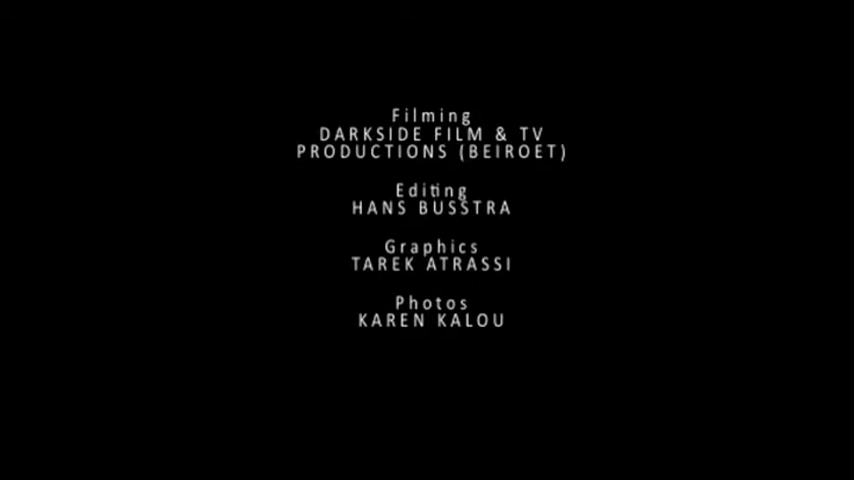 Filming
DARKSIDE FILM & TV
PRODUCTIONS (BEIROET)
Editing
HANS BUSSTRA
Graphics
TAREK ATRASSI
Photos
KAREN KALOU